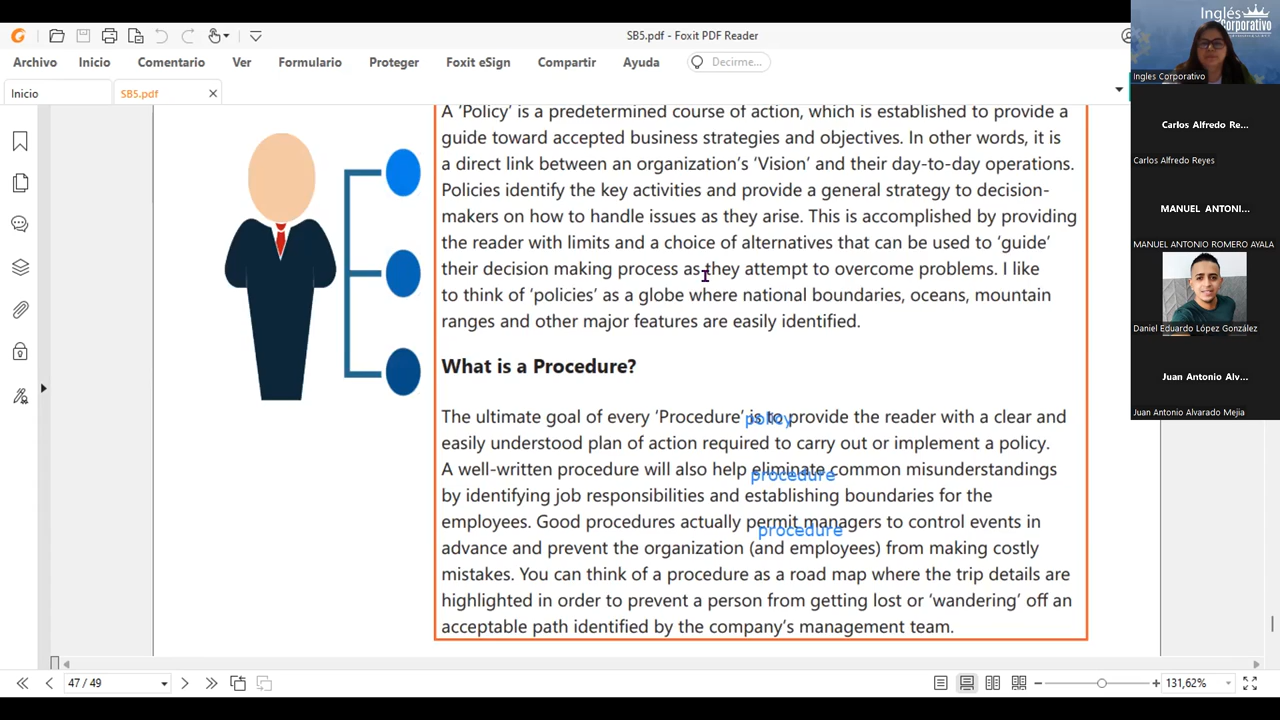 SB5.pdf - Foxit PDF Reader
Archivo Inicio Comentario Ver Formulario Proteger Foxit eSign Compartir Ayuda Decirme...
Inicio SB5.pdf
A 'Policy' is a predetermined course of action, which is established to provide a
guide toward accepted business strategies and objectives. In other words, it is
a direct link between an organization's 'Vision' and their day-to-day operations.
Policies identify the key activities and provide a general strategy to decision-
makers on how to handle issues as they arise. This is accomplished by providing
the reader with limits and a choice of alternatives that can be used to 'guide'
their decision making process as they attempt to overcome problems. I like
to think of 'policies' as a globe where national boundaries, oceans, mountain
ranges and other major features are easily identified.
What is a Procedure?
The ultimate goal of every 'Procedure' is to provide the reader with a clear and
policy
easily understood plan of action required to carry out or implement a policy.
A well-written procedure will also help eliminate common misunderstandings
procedure
by identifying job responsibilities and establishing boundaries for the
employees. Good procedures actually permit managers to control events in
procedure
advance and prevent the organization (and employees) from making costly
mistakes. You can think of a procedure as a road map where the trip details are
highlighted in order to prevent a person from getting lost or 'wandering' off an
acceptable path identified by the company's management team.
47 / 49
131,62%
Inglés
Corporativo
Ingles Corporativo
Carlos Alfredo Re...
Carlos Alfredo Reyes
MANUEL ANTONI...
MANUEL ANTONIO ROMERO AYALA
Daniel Eduardo López González
Juan Antonio Alv...
Juan Antonio Alvarado Mejia